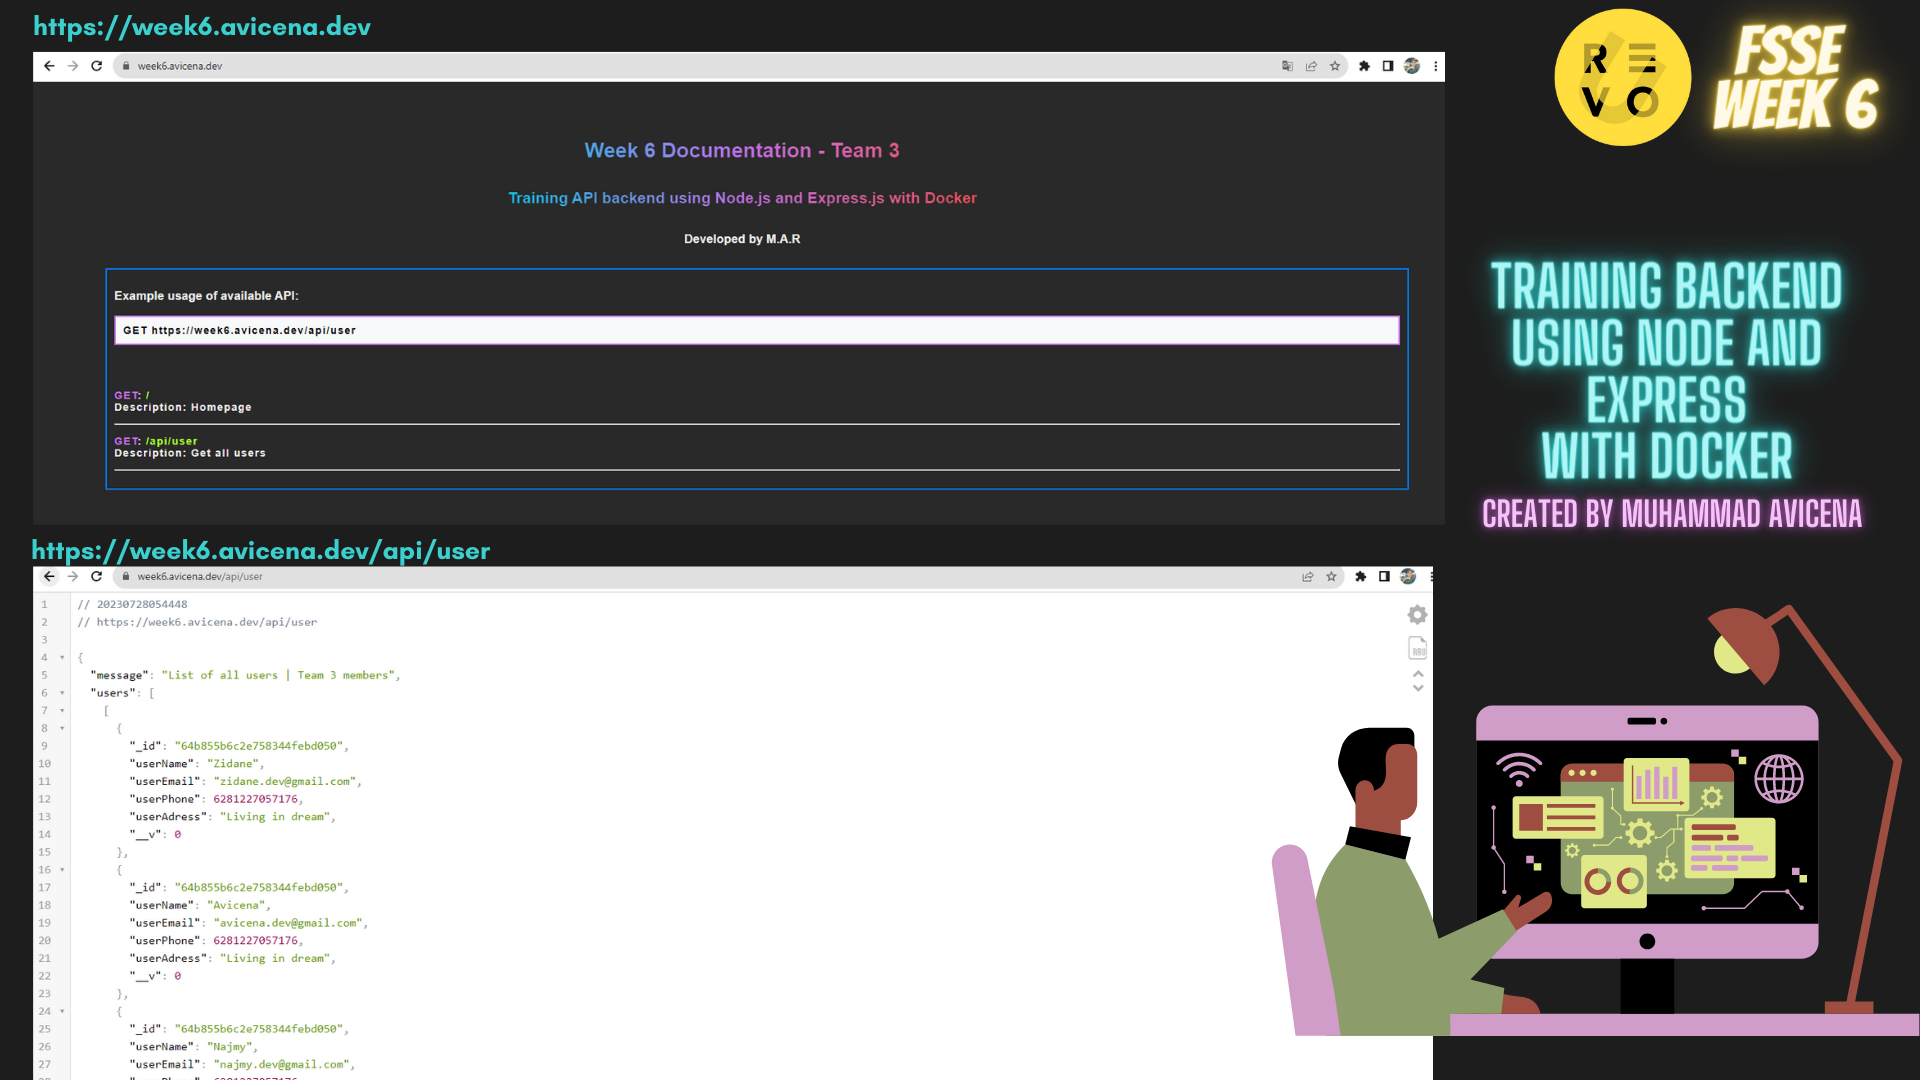 https://week6.avicena.dev
week6.avicena.dev
Week 6 Documentation - Team 3
Training API backend using Node.js and Express.js with Docker
Developed by M.A.R
Example usage of available API:
GET https://week6.avicena.dev/api/user
GET: /
Description: Homepage
GET: /api/user
Description: Get all users
RE
VO
FSSE
WEEK 6
TRAINING BACKEND
USING NODE AND
EXPRESS
WITH DOCKER
CREATED BY MUHAMMAD AVICENA
https://week6.avicena.dev/api/user
week6.avicena.dev/api/user
1 // 20230728054448
2 // https://week6.avicena.dev/api/user
3
4 {
5 "message": "List of all users | Team 3 members",
6 "users": [
7 [
8 {
9 "_id": "64b855b6c2e758344febd050",
10 "userName": "Zidane",
11 "userEmail": "zidane.dev@gmail.com",
12 "userPhone": 6281227057176,
13 "userAdress": "Living in dream",
14 "__v": 0
15 },
16 {
17 "_id": "64b855b6c2e758344febd050",
18 "userName": "Avicena",
19 "userEmail": "avicena.dev@gmail.com",
20 "userPhone": 6281227057176,
21 "userAdress": "Living in dream",
22 "__v": 0
23 },
24 {
25 "_id": "64b855b6c2e758344febd050",
26 "userName": "Najmy",
27 "userEmail": "najmy.dev@gmail.com",